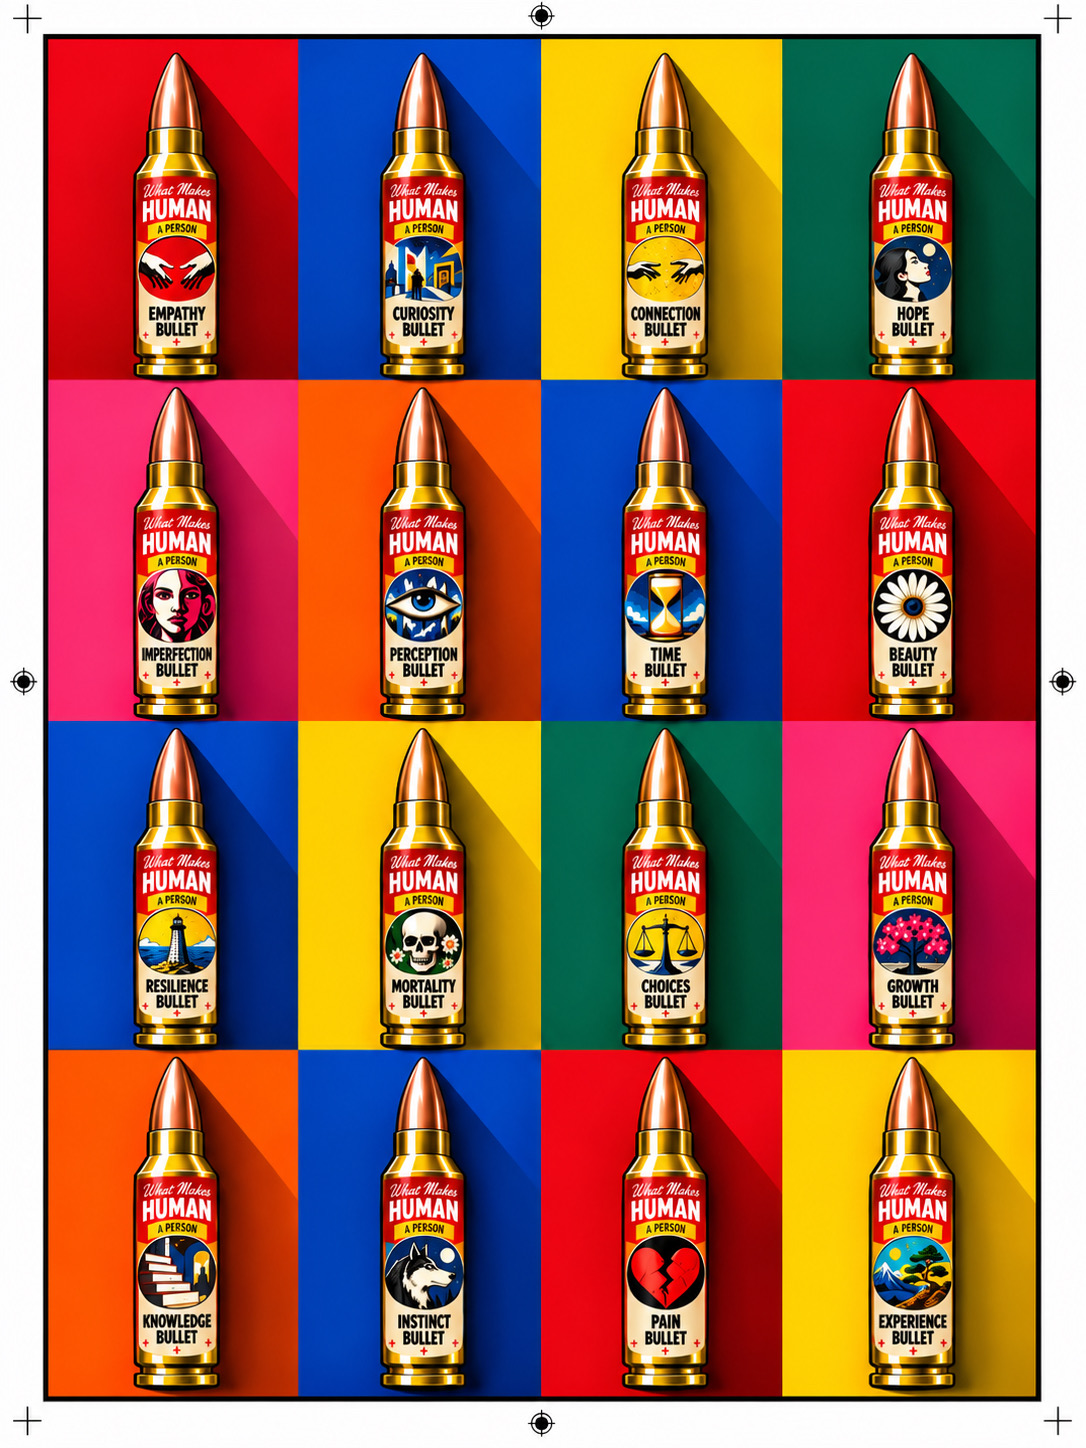 What Makes
HUMAN
A PERSON
EMPATHY
BULLET
What Makes
HUMAN
A PERSON
CURIOSITY
BULLET
What Makes
HUMAN
A PERSON
CONNECTION
BULLET
What Makes
HUMAN
A PERSON
HOPE
BULLET
What Makes
HUMAN
A PERSON
IMPERFECTION
BULLET
What Makes
HUMAN
A PERSON
PERCEPTION
BULLET
What Makes
HUMAN
A PERSON
TIME
BULLET
What Makes
HUMAN
A PERSON
BEAUTY
BULLET
What Makes
HUMAN
A PERSON
RESILIENCE
BULLET
What Makes
HUMAN
A PERSON
MORTALITY
BULLET
What Makes
HUMAN
A PERSON
CHOICES
BULLET
What Makes
HUMAN
A PERSON
GROWTH
BULLET
What Makes
HUMAN
A PERSON
KNOWLEDGE
BULLET
What Makes
HUMAN
A PERSON
INSTINCT
BULLET
What Makes
HUMAN
A PERSON
PAIN
BULLET
What Makes
HUMAN
A PERSON
EXPERIENCE
BULLET